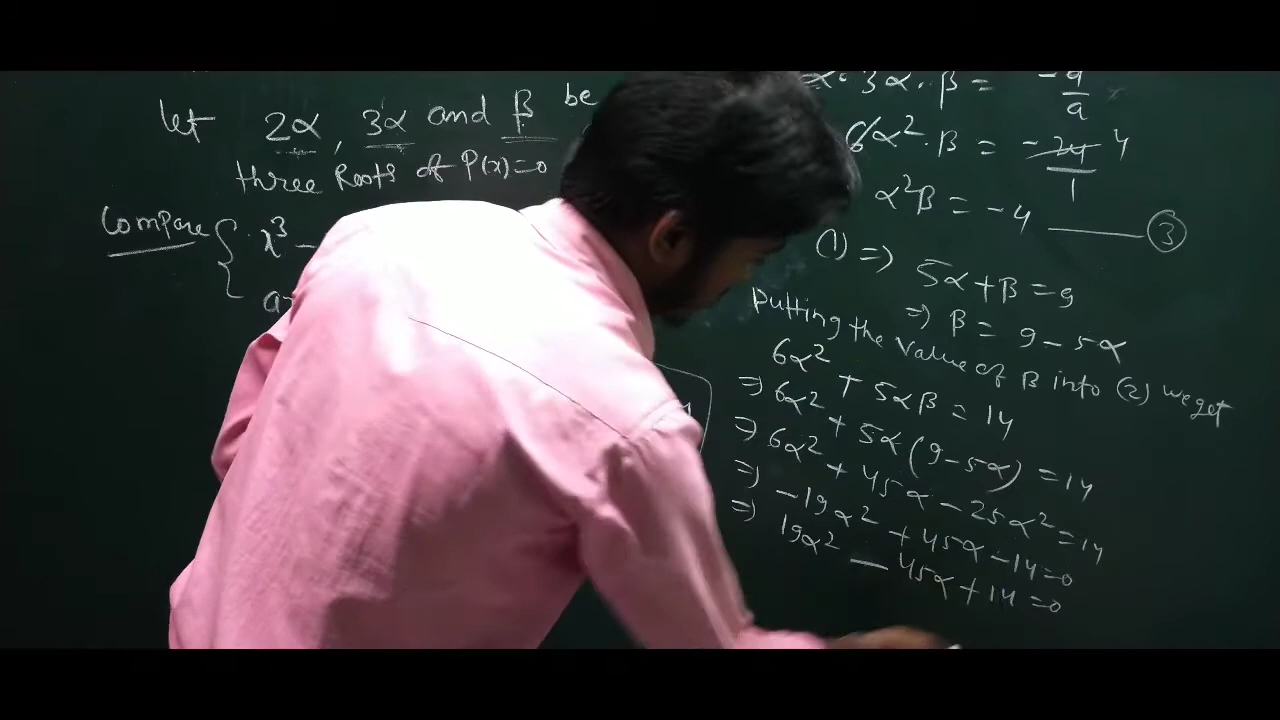 let 2α, 3α and β be
three Roots of P(x)=0
Compare { x³ -
α · 3α · β =
6α² · β = - 24/1 4
α²β = -4 ——— (3)
(1) ⇒ 5α+β = 9
⇒ β = 9 - 5α
Putting the value of β into (2) we get
6α² + 5αβ = 14
⇒ 6α² + 5α(9-5α) = 14
⇒ 6α² + 45α - 25α² = 14
⇒ -19α² + 45α - 14 = 0
⇒ 19α² - 45α + 14 = 0